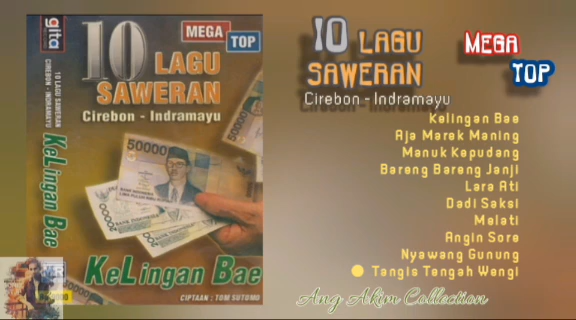 gita
10 LAGU SAWERAN
CIREBON - INDRAMAYU
KeLingan Bae
MEGA
TOP
10 LAGU
SAWERAN
Cirebon - Indramayu
50000
50000
KeLingan Bae
CIPTAAN : TOM SUTOMO
10 LAGU
SAWERAN
Cirebon - Indramayu
MEGA
TOP
Kelingan Bae
Aja Marek Maning
Manuk Kepudang
Bareng Bareng Janji
Lara Ati
Dadi Saksi
Melati
Angin Sore
Nyawang Gunung
Tangis Tengah Wengi
Ang Akim Collection